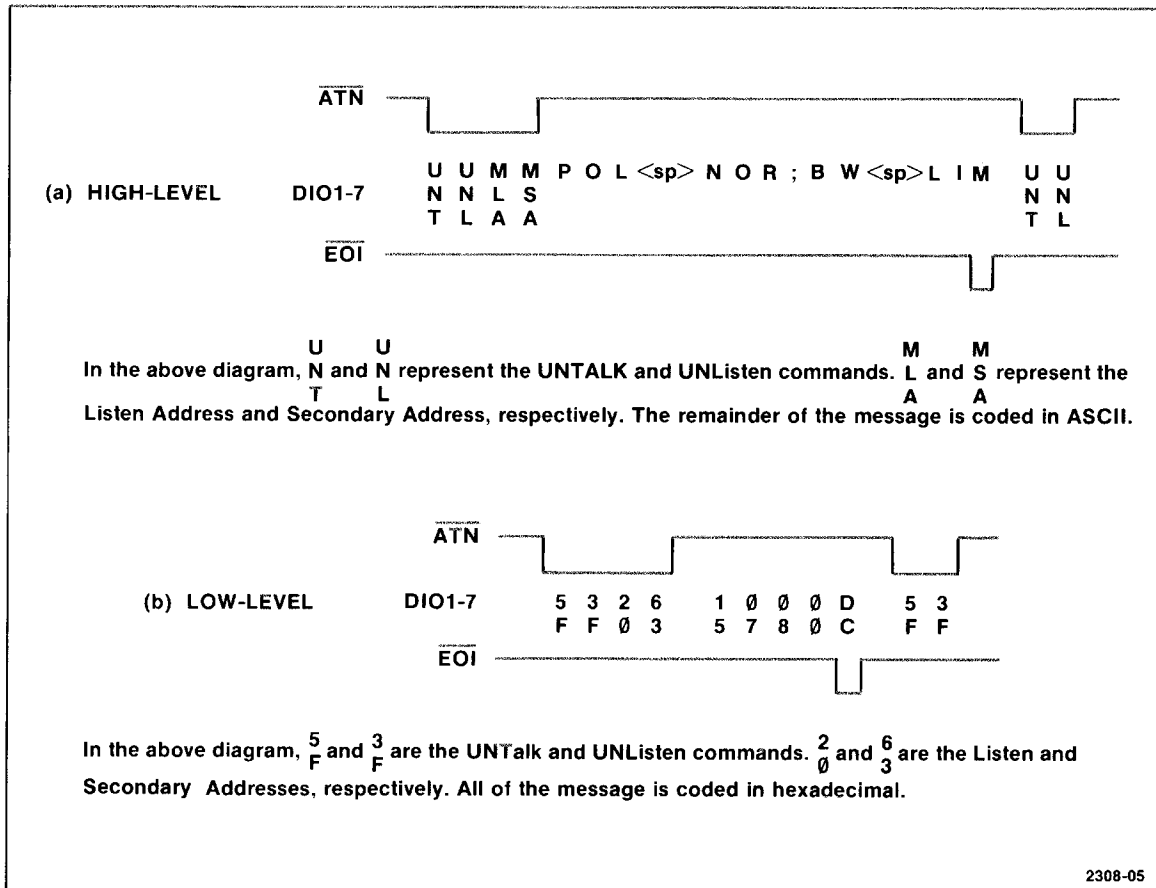 ATN
U U M M P O L <sp> N O R ; B W <sp> L I M U U
(a) HIGH-LEVEL DIO1-7 N N L S N N
T L A A T L
EOI
U U M M
In the above diagram, N and N represent the UNTALK and UNListen commands. L and S represent the
T L A A
Listen Address and Secondary Address, respectively. The remainder of the message is coded in ASCII.
ATN
(b) LOW-LEVEL DIO1-7 5 3 2 6 1 Ø Ø Ø D 5 3
F F Ø 3 5 7 8 Ø C F F
EOI
In the above diagram, 5 and 3 are the UNTalk and UNListen commands. 2 and 6 are the Listen and
F F Ø 3
Secondary Addresses, respectively. All of the message is coded in hexadecimal.
2308-05